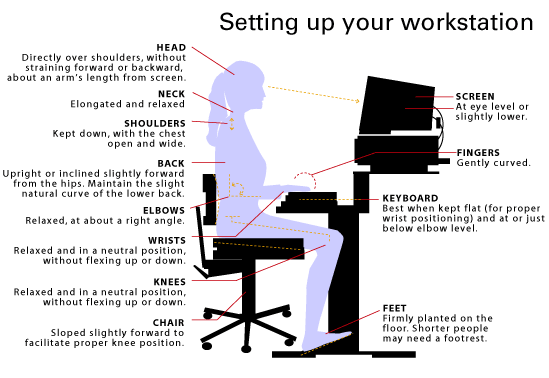 Setting up your workstation
HEAD
Directly over shoulders, without
straining forward or backward,
about an arm's length from screen.
NECK
Elongated and relaxed
SHOULDERS
Kept down, with the chest
open and wide.
BACK
Upright or inclined slightly forward
from the hips. Maintain the slight
natural curve of the lower back.
ELBOWS
Relaxed, at about a right angle.
WRISTS
Relaxed and in a neutral position,
without flexing up or down.
KNEES
Relaxed and in a neutral position,
without flexing up or down.
CHAIR
Sloped slightly forward to
facilitate proper knee position.
SCREEN
At eye level or
slightly lower.
FINGERS
Gently curved.
KEYBOARD
Best when kept flat (for proper
wrist positioning) and at or just
below elbow level.
FEET
Firmly planted on the
floor. Shorter people
may need a footrest.